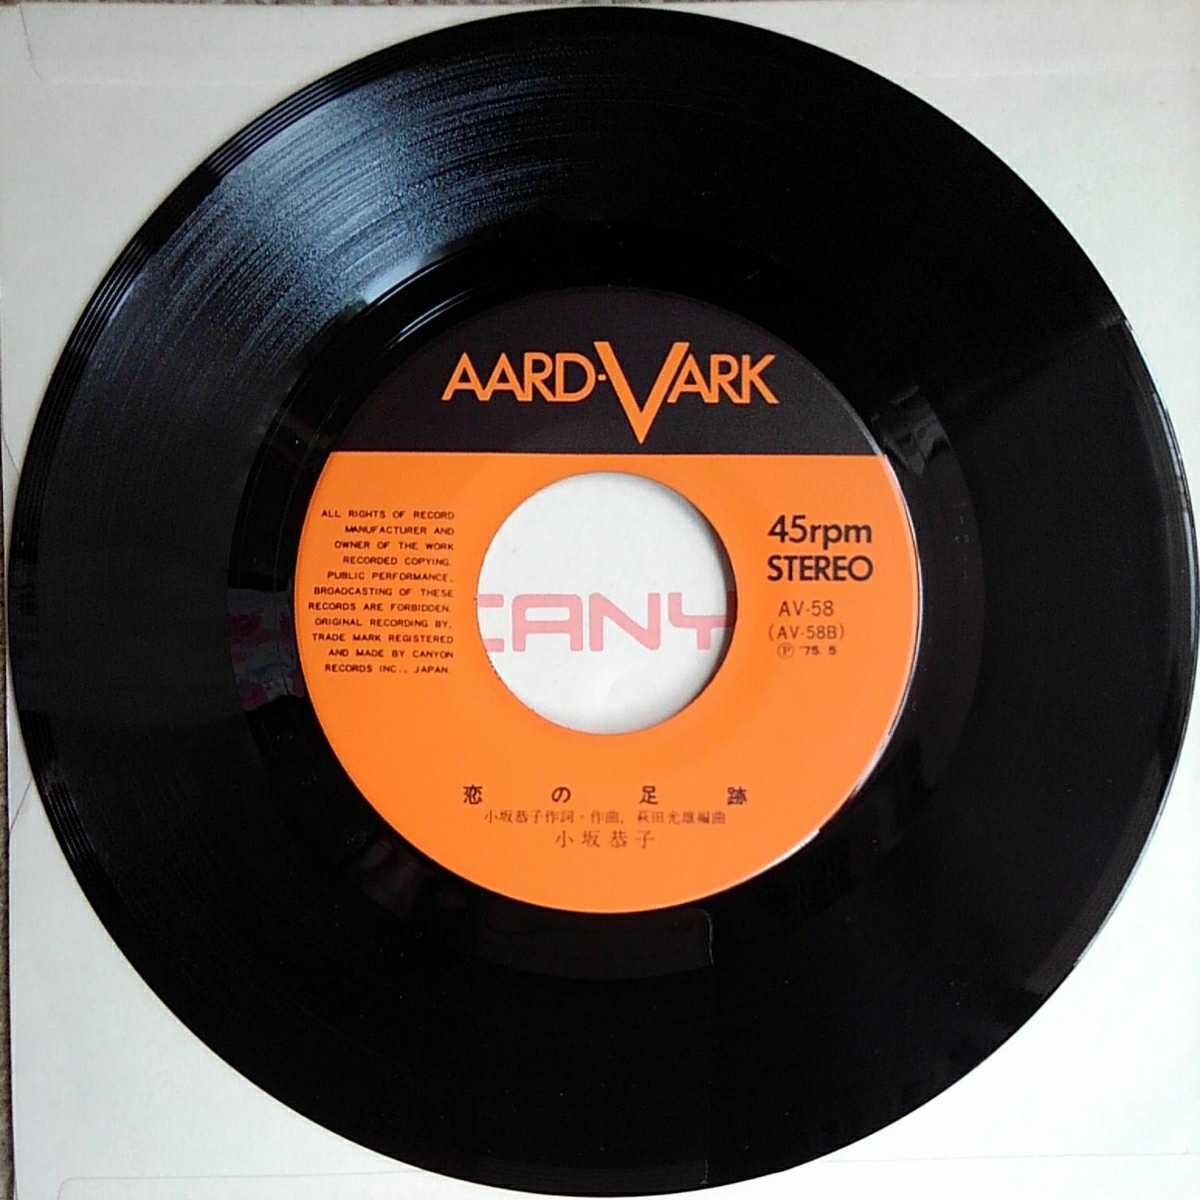 AARD-VARK
ALL RIGHTS OF RECORD
MANUFACTURER AND
OWNER OF THE WORK
RECORDED COPYING,
PUBLIC PERFORMANCE,
BROADCASTING OF THESE
RECORDS ARE FORBIDDEN.
ORIGINAL RECORDING BY,
TRADE MARK REGISTERED
AND MADE BY CANYON
RECORDS INC., JAPAN.
CANY
45rpm
STEREO
AV-58
(AV-58B)
Ⓟ '75. 5
恋の足跡
小坂恭子作詞・作曲, 萩田光雄編曲
小坂恭子